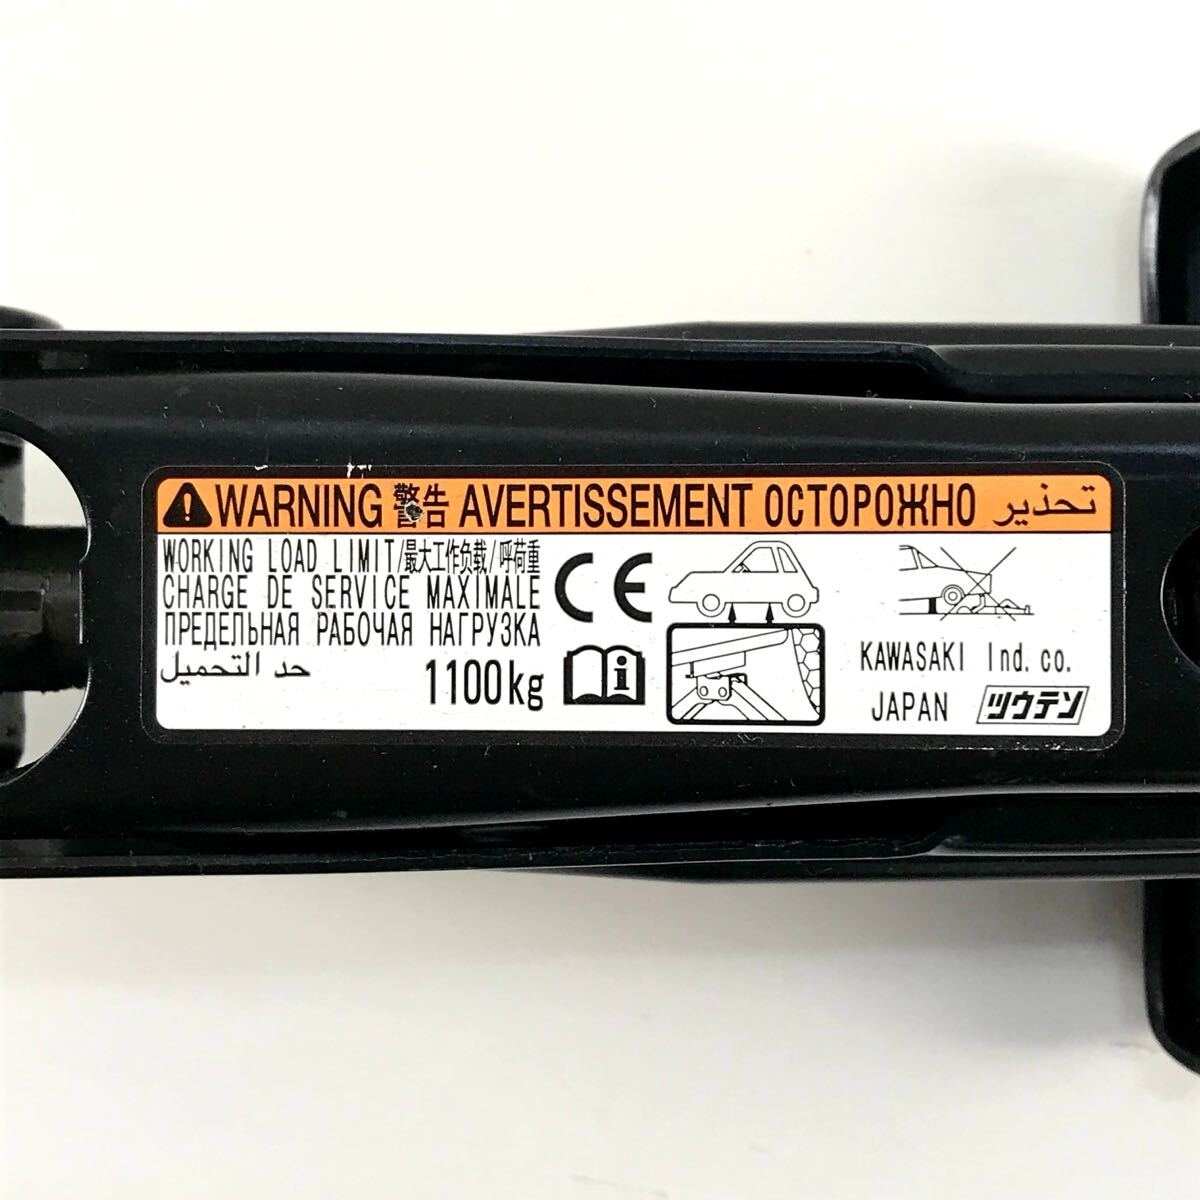 WARNING 警告 AVERTISSEMENT ОСТОРОЖНО تحذير
WORKING LOAD LIMIT/最大工作负载/呼荷重
CHARGE DE SERVICE MAXIMALE
ПРЕДЕЛЬНАЯ РАБОЧАЯ НАГРУЗКА
حد التحميل
1100kg
CE
i
KAWASAKI Ind. co.
JAPAN ツウテン